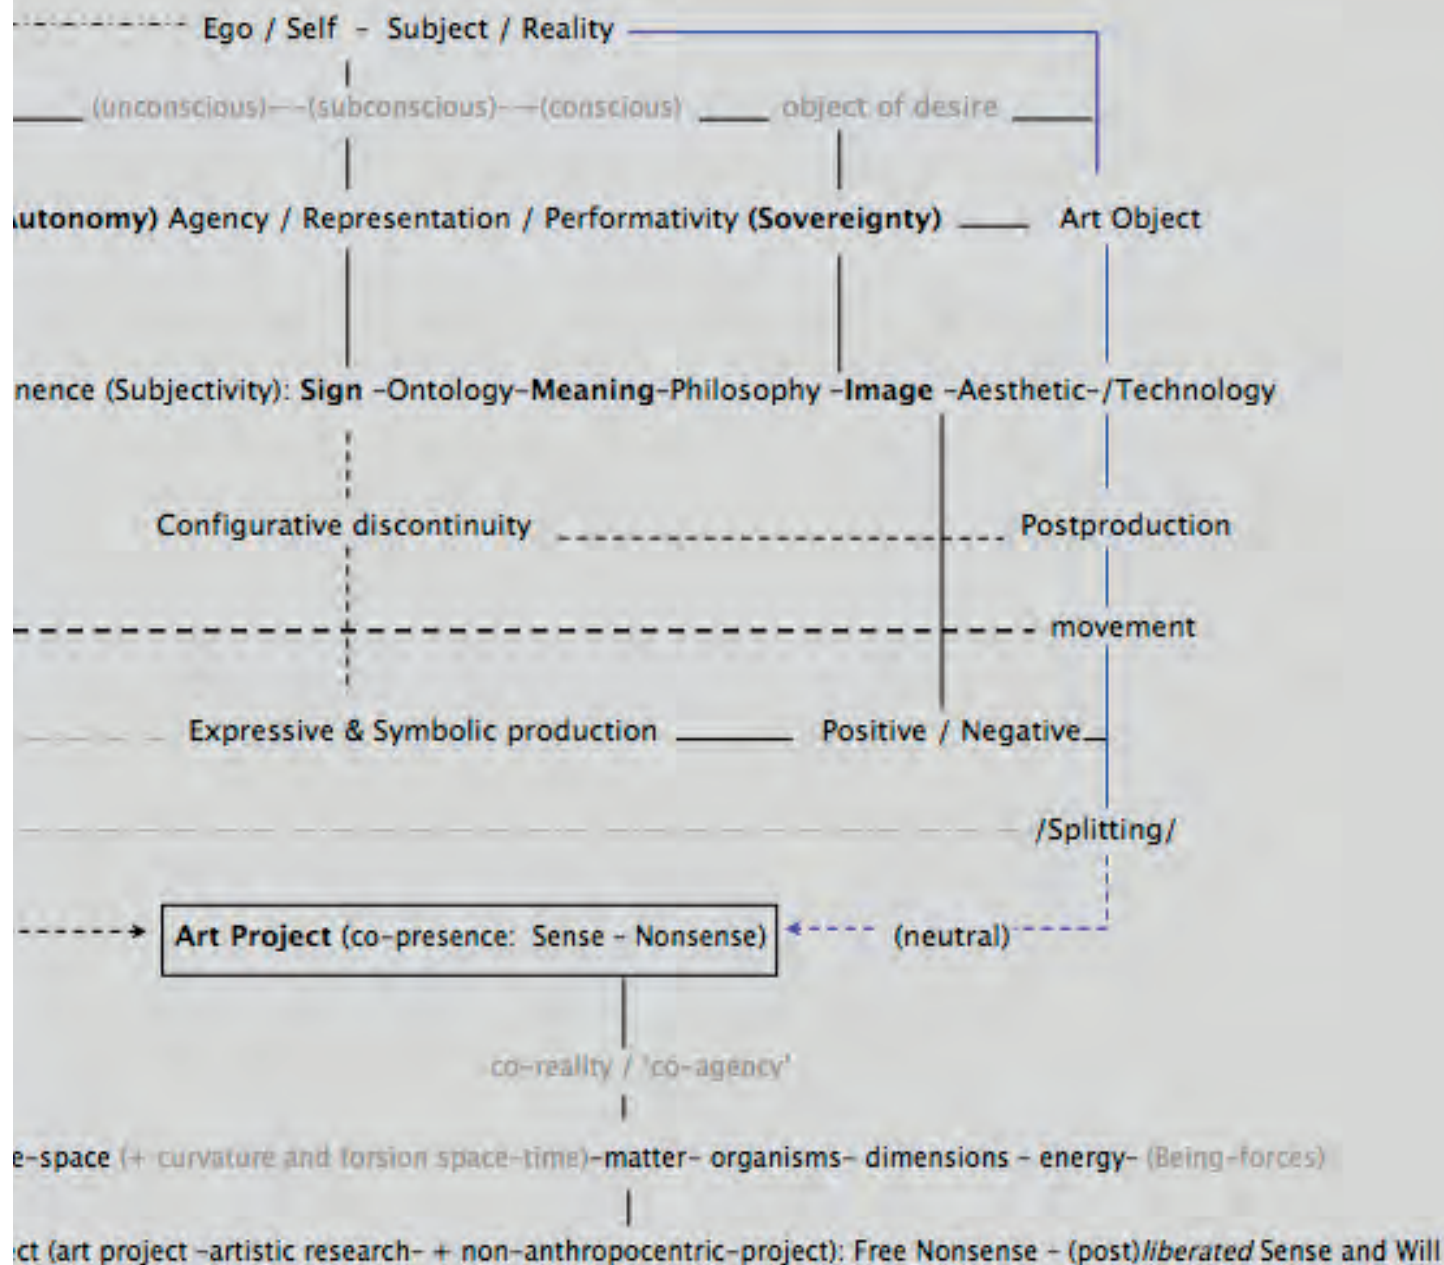 Ego / Self - Subject / Reality
(unconscious)--(subconscious)--(conscious) object of desire
utonomy) Agency / Representation / Performativity (Sovereignty) Art Object
nence (Subjectivity): Sign -Ontology-Meaning-Philosophy -Image -Aesthetic-/Technology
Configurative discontinuity Postproduction
movement
Expressive & Symbolic production Positive / Negative
/Splitting/
Art Project (co-presence: Sense - Nonsense) (neutral)
co-reality / 'co-agency'
e-space (+ curvature and torsion space-time)-matter- organisms- dimensions - energy- (Being-forces)
ct (art project -artistic research- + non-anthropocentric-project): Free Nonsense - (post)liberated Sense and Will